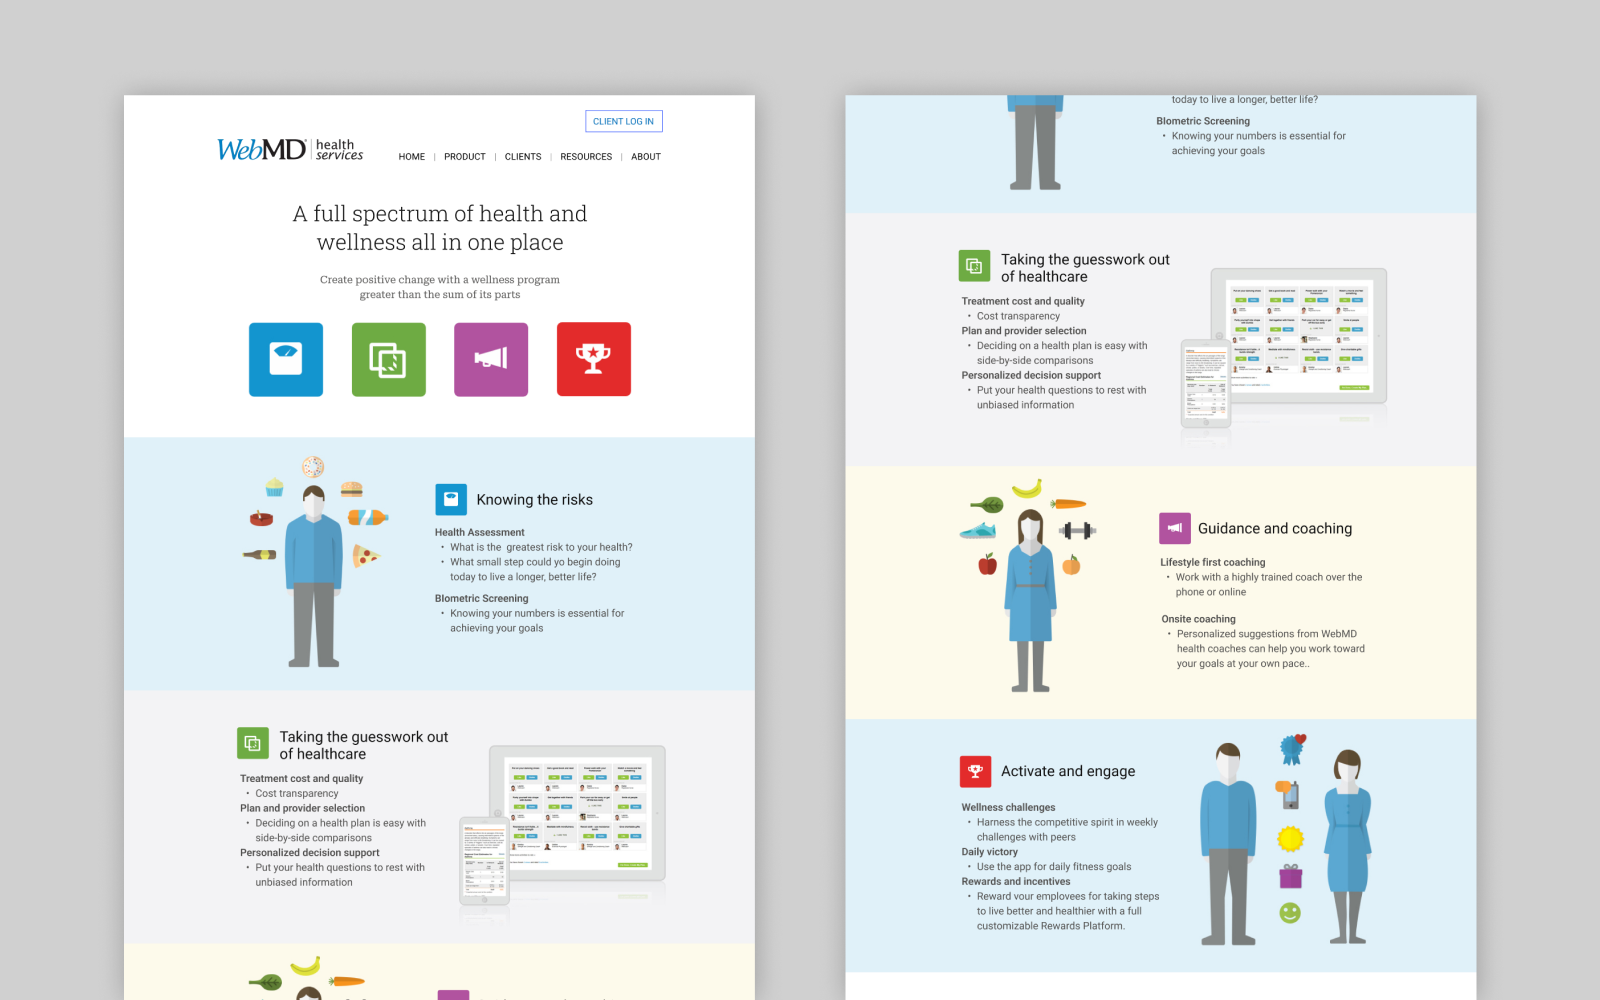 CLIENT LOG IN
WebMD health services
HOME | PRODUCT | CLIENTS | RESOURCES | ABOUT
A full spectrum of health and
wellness all in one place
Create positive change with a wellness program
greater than the sum of its parts
Knowing the risks
Health Assessment
• What is the greatest risk to your health?
• What small step could yo begin doing
today to live a longer, better life?
BIometric Screening
• Knowing your numbers is essential for
achieving your goals
Taking the guesswork out
of healthcare
Treatment cost and quality
• Cost transparency
Plan and provider selection
• Deciding on a health plan is easy with
side-by-side comparisons
Personalized decision support
• Put your health questions to rest with
unbiased information
today to live a longer, better life?
BIometric Screening
• Knowing your numbers is essential for
achieving your goals
Taking the guesswork out
of healthcare
Treatment cost and quality
• Cost transparency
Plan and provider selection
• Deciding on a health plan is easy with
side-by-side comparisons
Personalized decision support
• Put your health questions to rest with
unbiased information
Guidance and coaching
Lifestyle first coaching
• Work with a highly trained coach over the
phone or online
Onsite coaching
• Personalized suggestions from WebMD
health coaches can help you work toward
your goals at your own pace..
Activate and engage
Wellness challenges
• Harness the competitive spirit in weekly
challenges with peers
Daily victory
• Use the app for daily fitness goals
Rewards and incentives
• Reward your employees for taking steps
to live better and healthier with a full
customizable Rewards Platform.